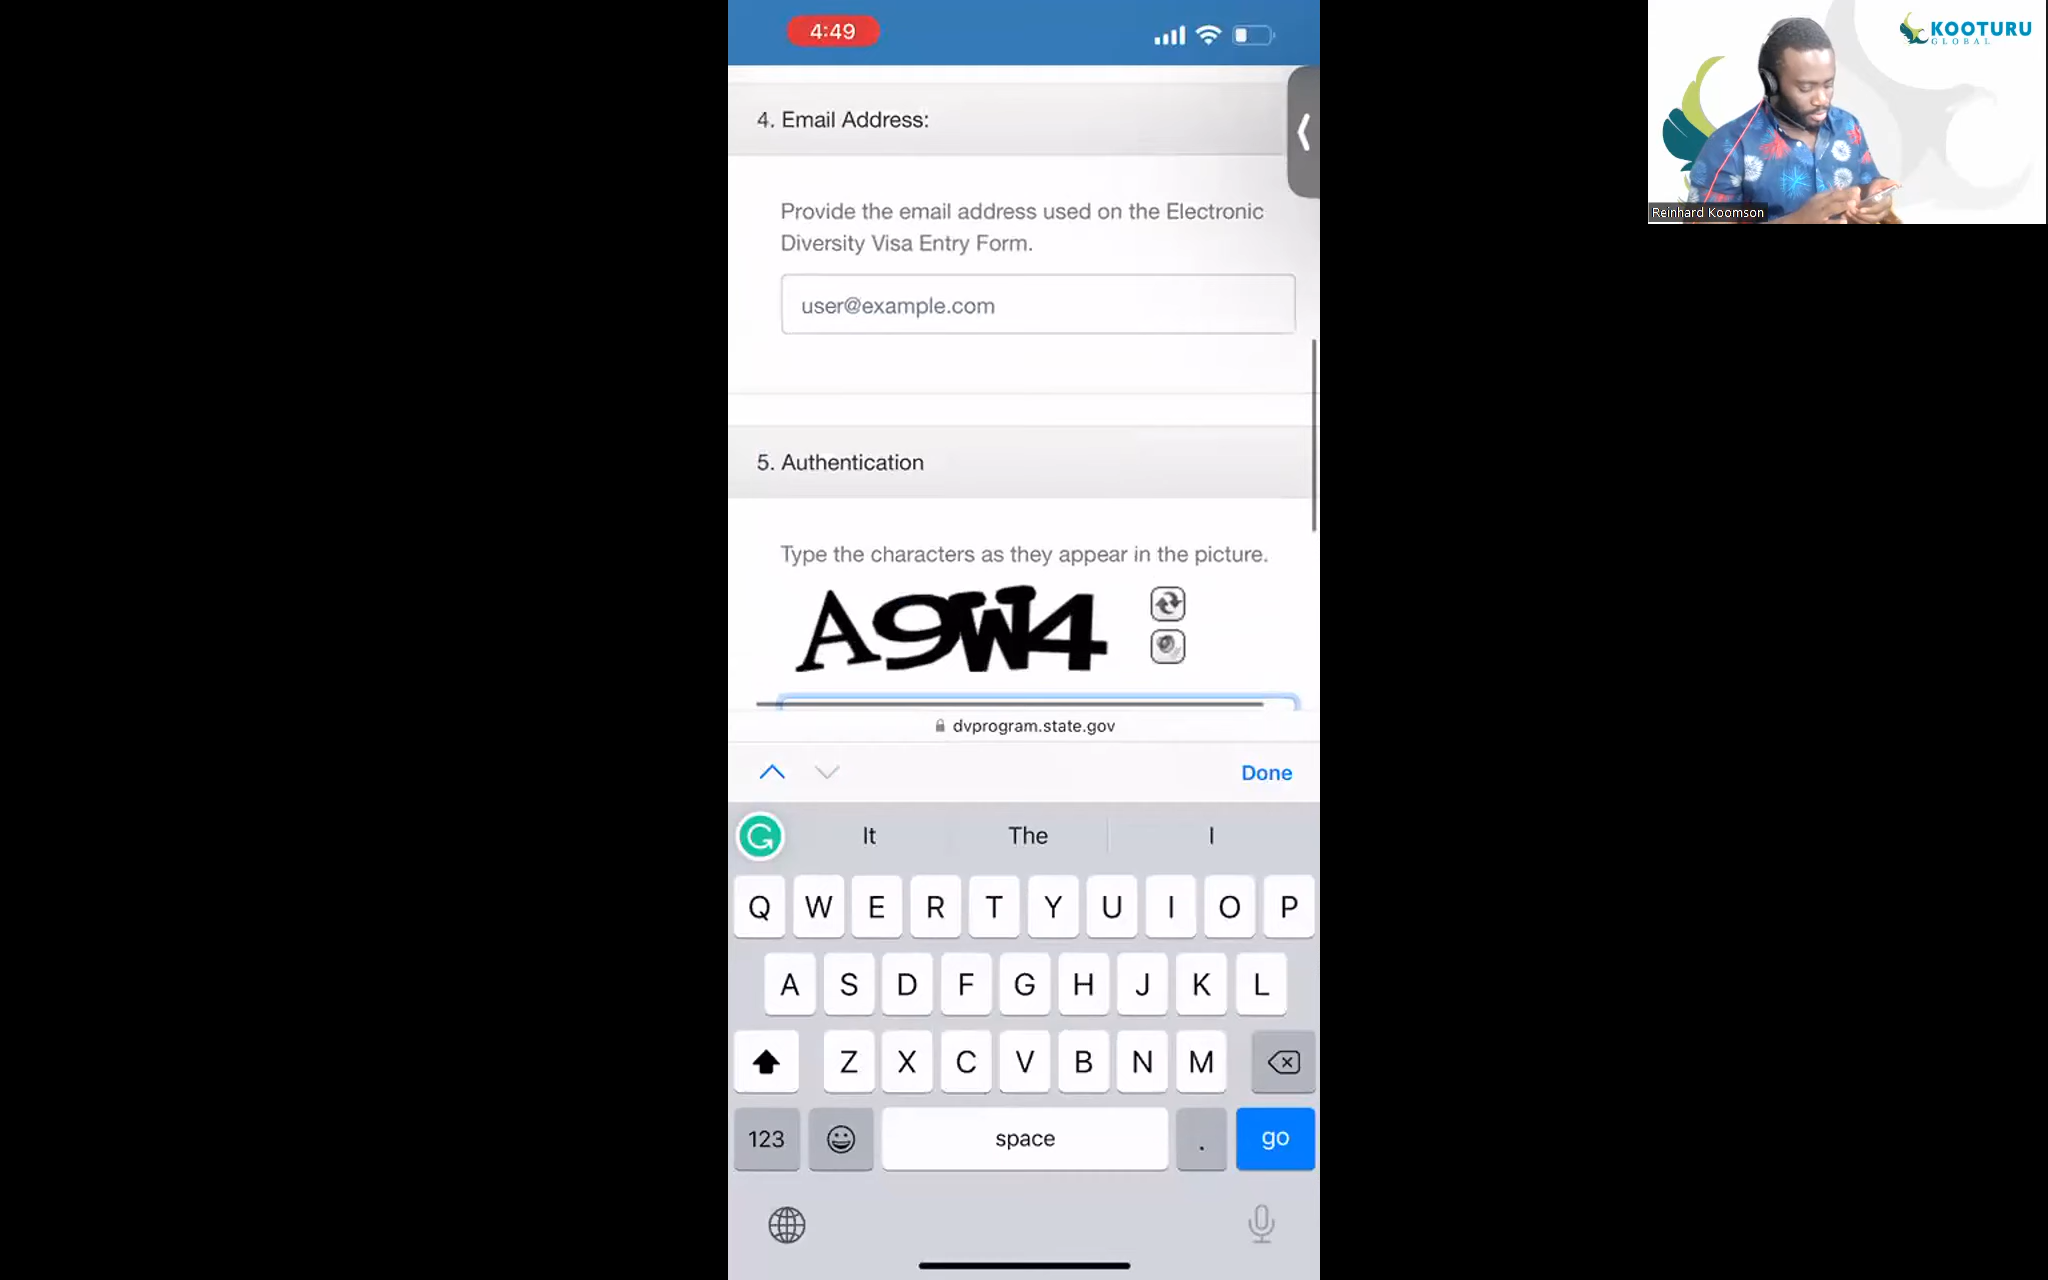 4:49
4. Email Address:
Provide the email address used on the Electronic
Diversity Visa Entry Form.
user@example.com
5. Authentication
Type the characters as they appear in the picture.
A9W4
dvprogram.state.gov
Done
It The I
Q W E R T Y U I O P
A S D F G H J K L
Z X C V B N M
123 space . go
KOOTURU
GLOBAL
Reinhard Koomson